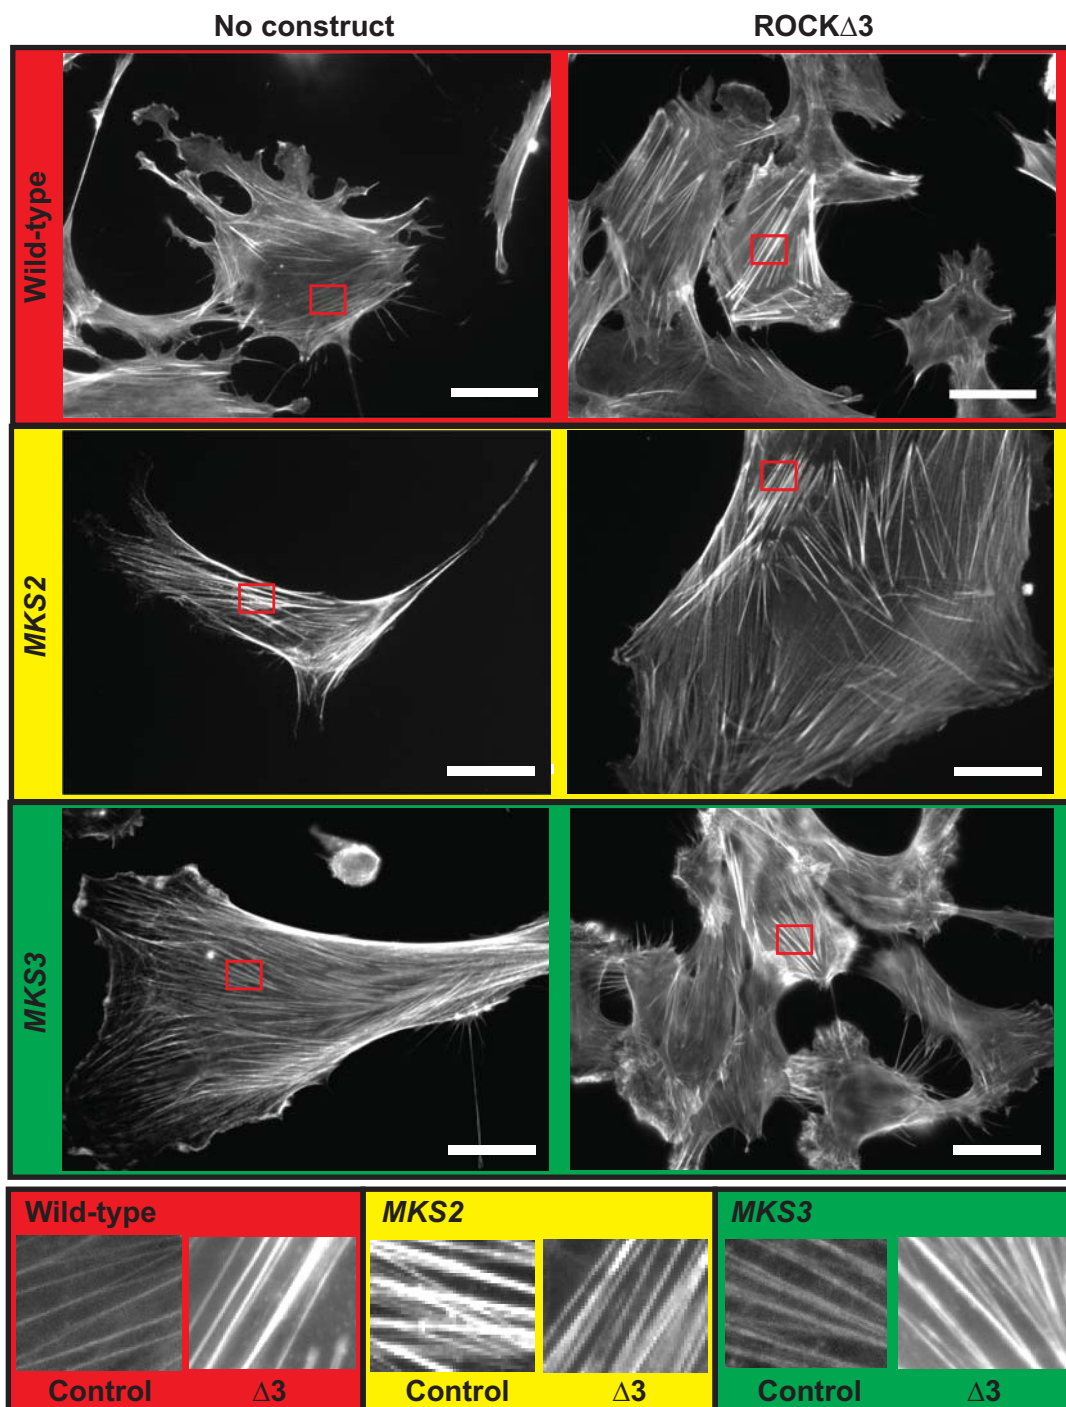 No construct
ROCKΔ3
Wild-type
MKS2
MKS3
Wild-type
MKS2
MKS3
Control
Δ3
Control
Δ3
Control
Δ3